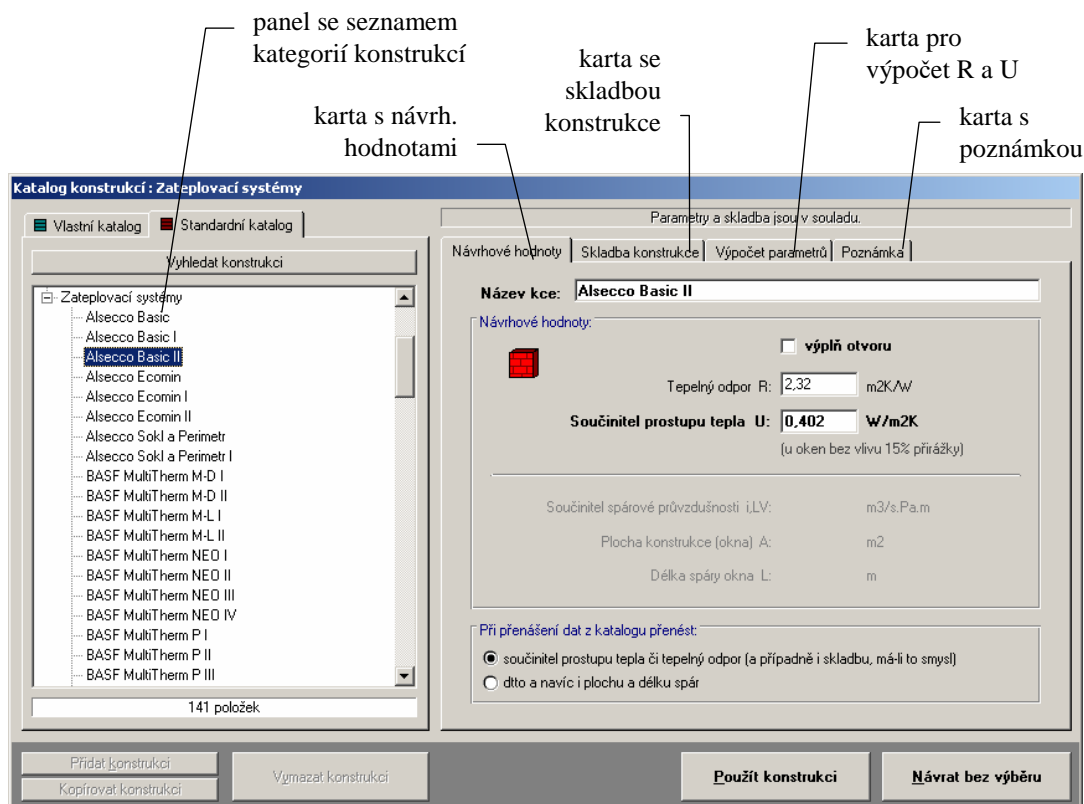 panel se seznamem
kategorií konstrukcí
karta se
skladbou
konstrukce
karta pro
výpočet R a U
karta s návrh.
hodnotami
karta s
poznámkou
Katalog konstrukcí : Zateplovací systémy
Vlastní katalog
Standardní katalog
Vyhledat konstrukci
Zateplovací systémy
Alsecco Basic
Alsecco Basic I
Alsecco Basic II
Alsecco Ecomin
Alsecco Ecomin I
Alsecco Ecomin II
Alsecco Sokl a Perimetr
Alsecco Sokl a Perimetr I
BASF MultiTherm M-D I
BASF MultiTherm M-D II
BASF MultiTherm M-L I
BASF MultiTherm M-L II
BASF MultiTherm NEO I
BASF MultiTherm NEO II
BASF MultiTherm NEO III
BASF MultiTherm NEO IV
BASF MultiTherm P I
BASF MultiTherm P II
BASF MultiTherm P III
141 položek
Parametry a skladba jsou v souladu.
Návrhové hodnoty
Skladba konstrukce
Výpočet parametrů
Poznámka
Název kce: Alsecco Basic II
Návrhové hodnoty:
výplň otvoru
Tepelný odpor R: 2,32 m2K/W
Součinitel prostupu tepla U: 0,402 W/m2K
(u oken bez vlivu 15% přirážky)
Součinitel spárové průvzdušnosti i,LV: m3/s.Pa.m
Plocha konstrukce (okna) A: m2
Délka spáry okna L: m
Při přenášení dat z katalogu přenést:
součinitel prostupu tepla či tepelný odpor (a případně i skladbu, má-li to smysl)
dtto a navíc i plochu a délku spár
Přidat konstrukci
Kopírovat konstrukci
Vymazat konstrukci
Použít konstrukci
Návrat bez výběru